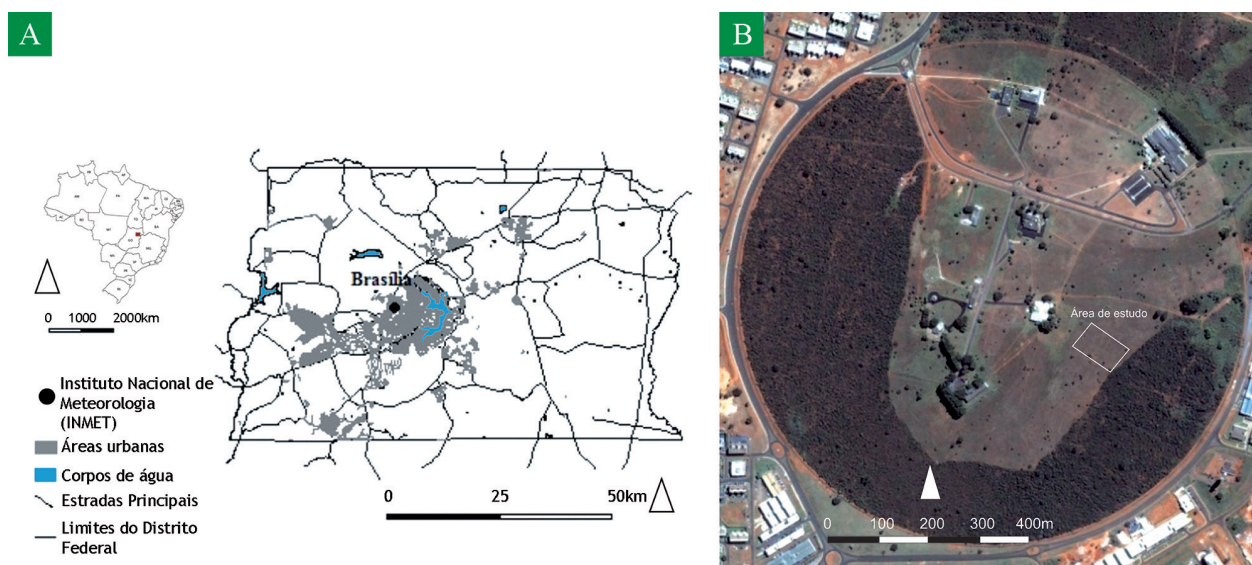 A
B
Brasília
0 1000 2000km
Instituto Nacional de
Meteorologia
(INMET)
Áreas urbanas
Corpos de água
Estradas Principais
Limites do Distrito
Federal
0 25 50km
Área de estudo
0 100 200 300 400m